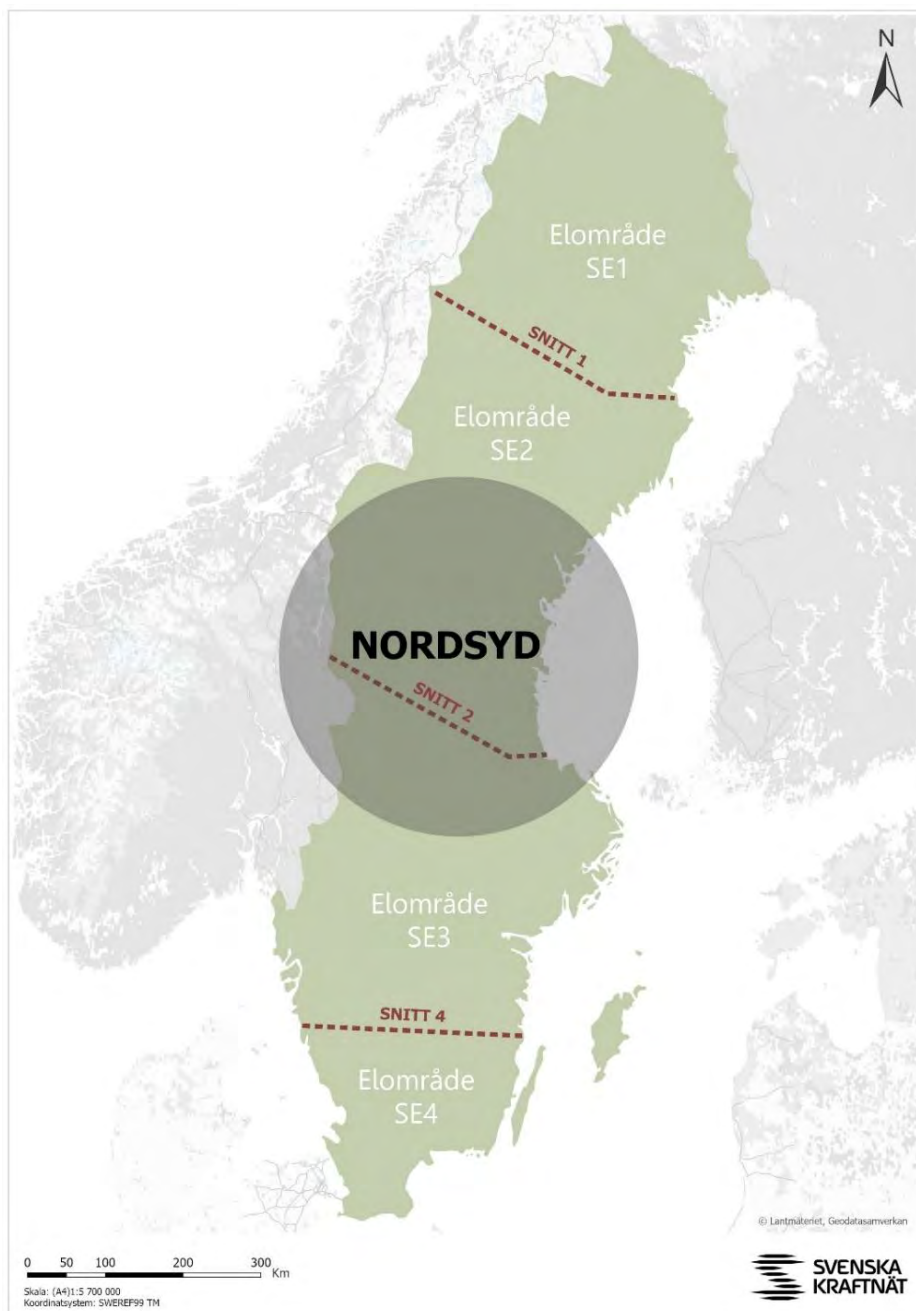 N
Elområde
SE1
SNITT 1
Elområde
SE2
NORDSYD
SNITT 2
Elområde
SE3
SNITT 4
Elområde
SE4
© Lantmäteriet, Geodatasamverkan
0 50 100 200 300
Km
Skala: (A4)1:5 700 000
Koordinatsystem: SWEREF99 TM
SVENSKA
KRAFTNÄT